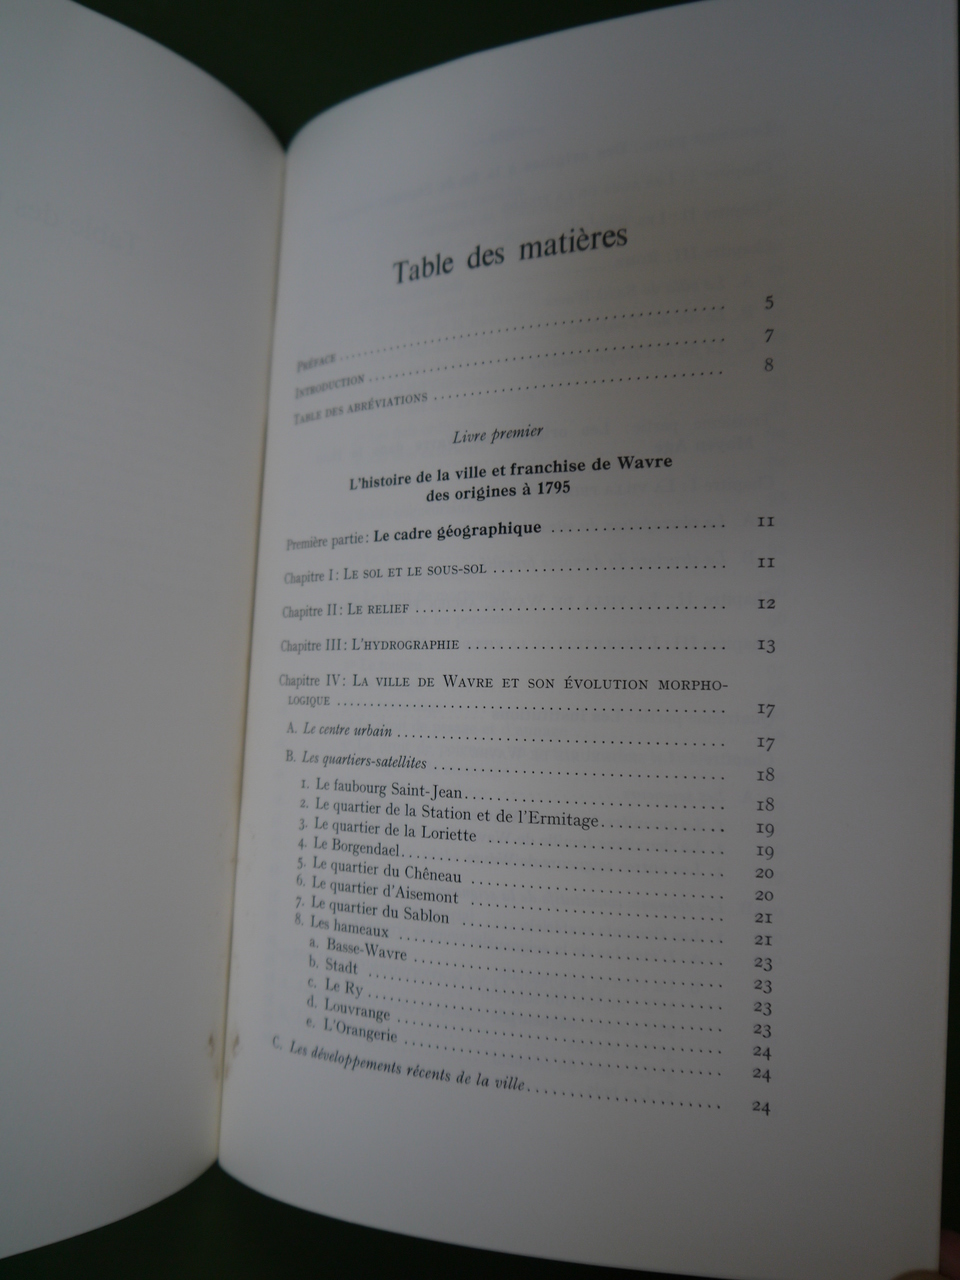 Table des matières
Préface ........ 5
Introduction ........ 7
Table des abréviations ........ 8
Livre premier
L'histoire de la ville et franchise de Wavre
des origines à 1795
Première partie: Le cadre géographique ........ 11
Chapitre I: Le sol et le sous-sol ........ 11
Chapitre II: Le relief ........ 12
Chapitre III: L'hydrographie ........ 13
Chapitre IV: La ville de Wavre et son évolution morpho-
logique ........ 17
A. Le centre urbain ........ 17
B. Les quartiers-satellites ........ 18
1. Le faubourg Saint-Jean ........ 18
2. Le quartier de la Station et de l'Ermitage ........ 19
3. Le quartier de la Loriette ........ 19
4. Le Borgendael ........ 20
5. Le quartier du Chêneau ........ 20
6. Le quartier d'Aisemont ........ 21
7. Le quartier du Sablon ........ 21
8. Les hameaux ........ 23
a. Basse-Wavre ........ 23
b. Stadt ........ 23
c. Le Ry ........ 23
d. Louvrange ........ 24
e. L'Orangerie ........ 24
C. Les développements récents de la ville ........ 24